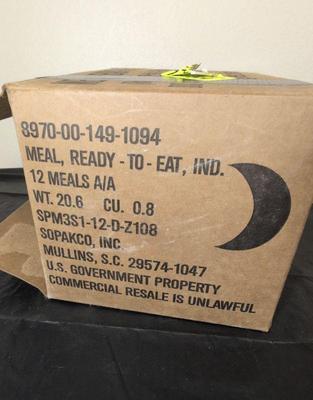 8970-00-149-1094
MEAL, READY-TO-EAT, IND.
12 MEALS A/A
WT. 20.6 CU. 0.8
SPM3S1-12-D-Z108
SOPAKCO, INC.
MULLINS, S.C. 29574-1047
U.S. GOVERNMENT PROPERTY
COMMERCIAL RESALE IS UNLAWFUL